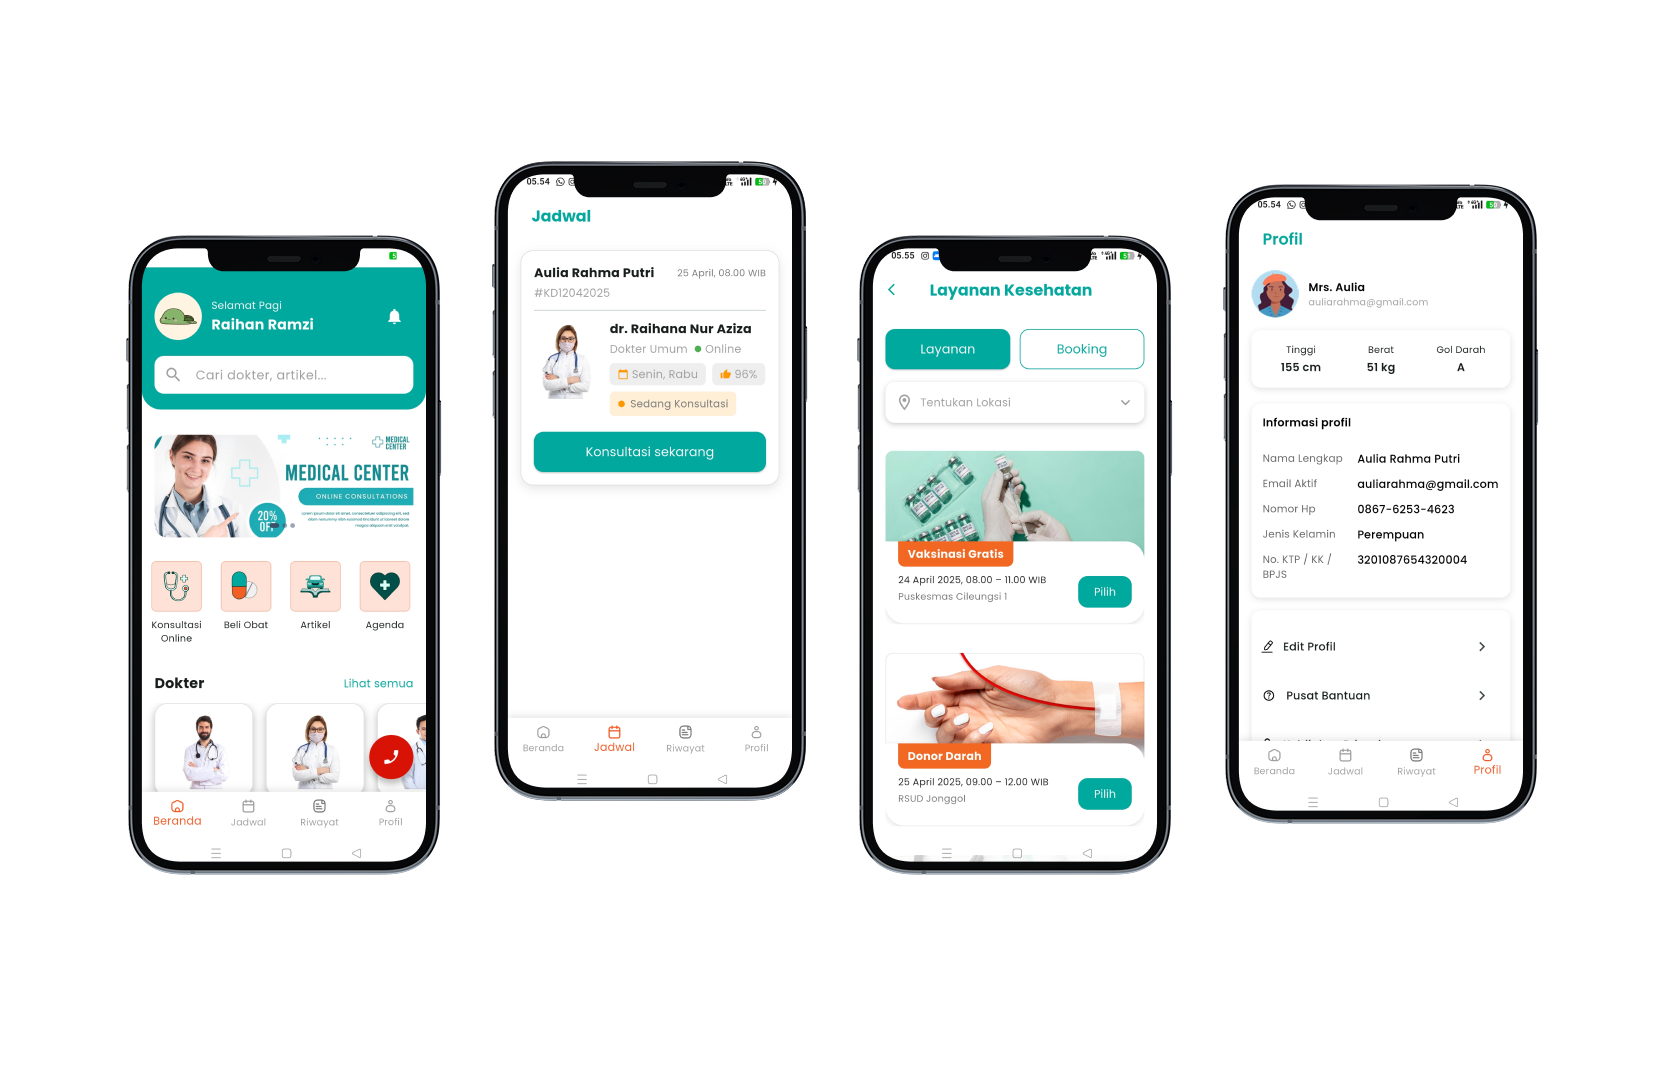 Selamat Pagi
Raihan Ramzi
Cari dokter, artikel...
MEDICAL
CENTER
MEDICAL CENTER
ONLINE CONSULTATIONS
20%
OFF
Konsultasi
Online
Beli Obat
Artikel
Agenda
Dokter
Lihat semua
Beranda
Jadwal
Riwayat
Profil
05.54
Jadwal
Aulia Rahma Putri
25 April, 08.00 WIB
#KD12042025
dr. Raihana Nur Aziza
Dokter Umum
Online
Senin, Rabu
96%
Sedang Konsultasi
Konsultasi sekarang
Beranda
Jadwal
Riwayat
Profil
05.55
Layanan Kesehatan
Layanan
Booking
Tentukan Lokasi
Vaksinasi Gratis
24 April 2025, 08.00 – 11.00 WIB
Puskesmas Cileungsi 1
Pilih
Donor Darah
25 April 2025, 09.00 – 12.00 WIB
RSUD Jonggol
Pilih
05.54
Profil
Mrs. Aulia
auliarahma@gmail.com
Tinggi
Berat
Gol Darah
155 cm
51 kg
A
Informasi profil
Nama Lengkap Aulia Rahma Putri
Email Aktif auliarahma@gmail.com
Nomor Hp 0867-6253-4623
Jenis Kelamin Perempuan
No. KTP / KK / 3201087654320004
BPJS
Edit Profil
Pusat Bantuan
Beranda
Jadwal
Riwayat
Profil